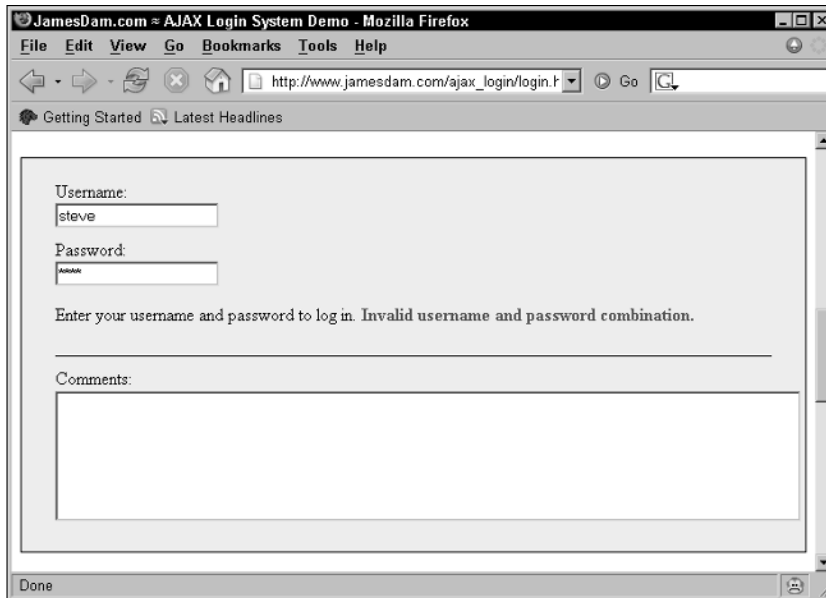 JamesDam.com ≈ AJAX Login System Demo - Mozilla Firefox
File Edit View Go Bookmarks Tools Help
http://www.jamesdam.com/ajax_login/login.h Go G
Getting Started Latest Headlines
Username:
steve
Password:
****
Enter your username and password to log in. Invalid username and password combination.
Comments:
Done